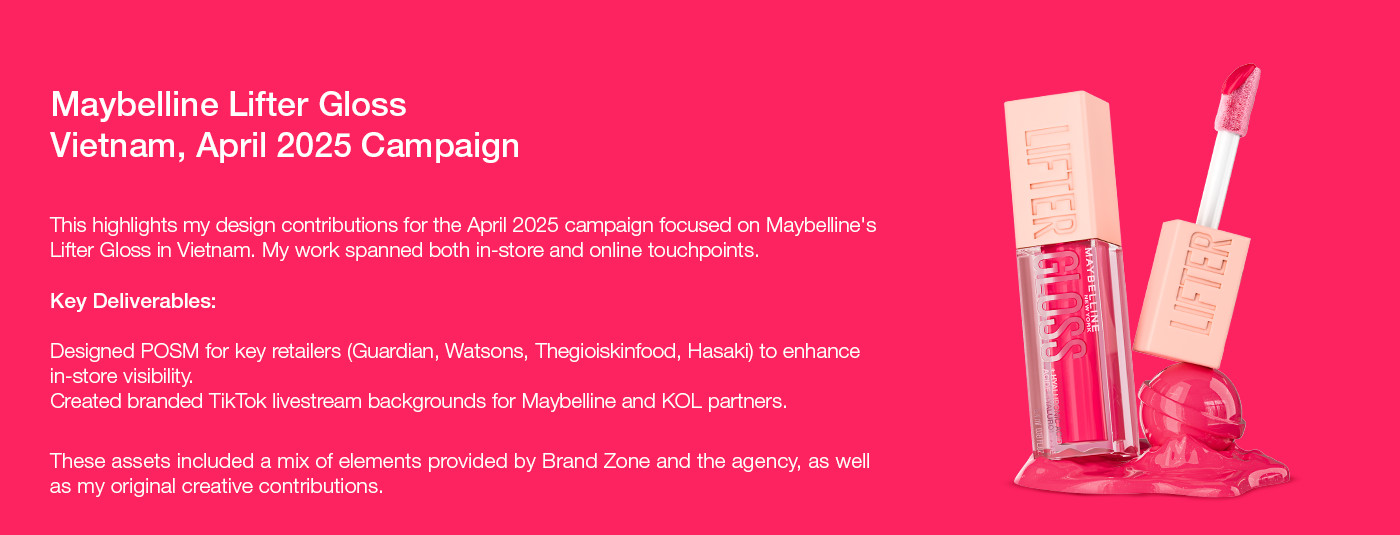 Maybelline Lifter Gloss
Vietnam, April 2025 Campaign
This highlights my design contributions for the April 2025 campaign focused on Maybelline's
Lifter Gloss in Vietnam. My work spanned both in-store and online touchpoints.
Key Deliverables:
Designed POSM for key retailers (Guardian, Watsons, Thegioiskinfood, Hasaki) to enhance
in-store visibility.
Created branded TikTok livestream backgrounds for Maybelline and KOL partners.
These assets included a mix of elements provided by Brand Zone and the agency, as well
as my original creative contributions.
LIFTER
GLOSS
MAYBELLINE
NEW YORK
LIFTER